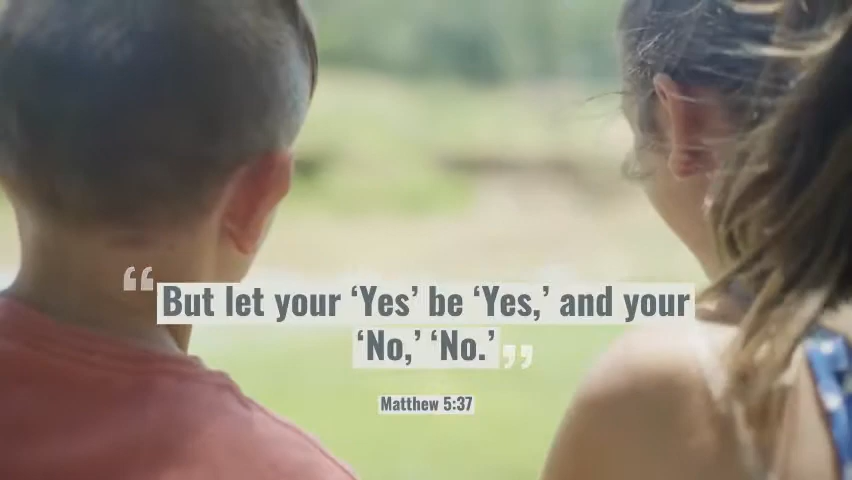 “But let your ‘Yes’ be ‘Yes,’ and your
‘No,’ ‘No.’”
Matthew 5:37